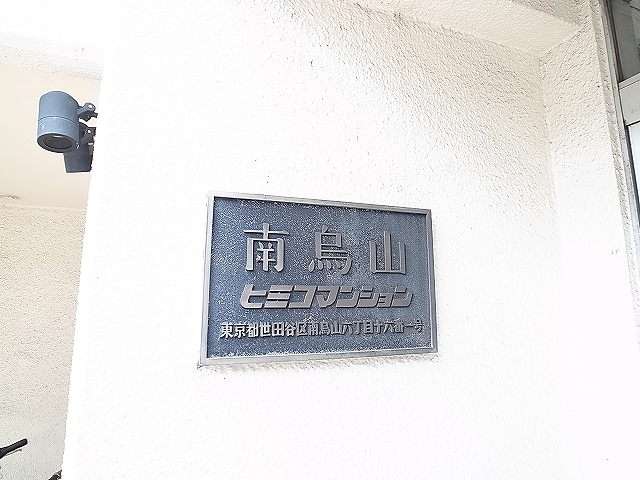 南烏山
ヒミコマンション
東京都世田谷区南烏山六丁目十六番一号